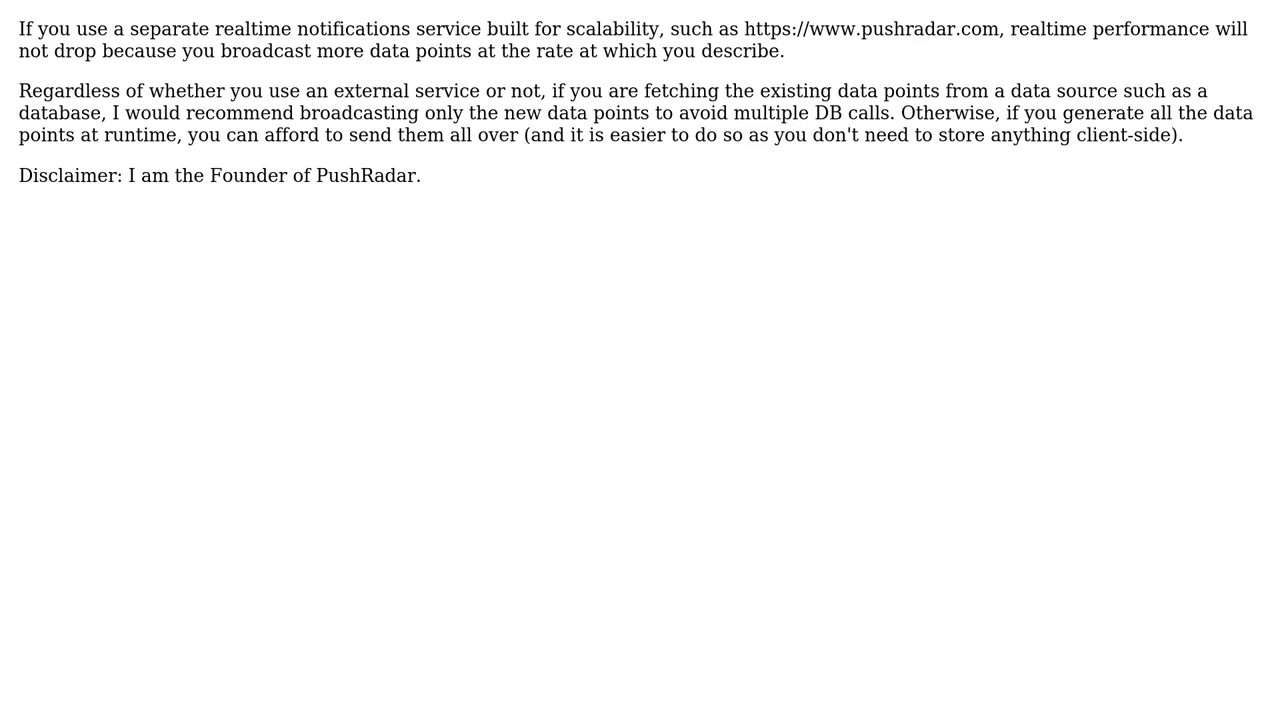 If you use a separate realtime notifications service built for scalability, such as https://www.pushradar.com, realtime performance will
not drop because you broadcast more data points at the rate at which you describe.
Regardless of whether you use an external service or not, if you are fetching the existing data points from a data source such as a
database, I would recommend broadcasting only the new data points to avoid multiple DB calls. Otherwise, if you generate all the data
points at runtime, you can afford to send them all over (and it is easier to do so as you don't need to store anything client-side).
Disclaimer: I am the Founder of PushRadar.